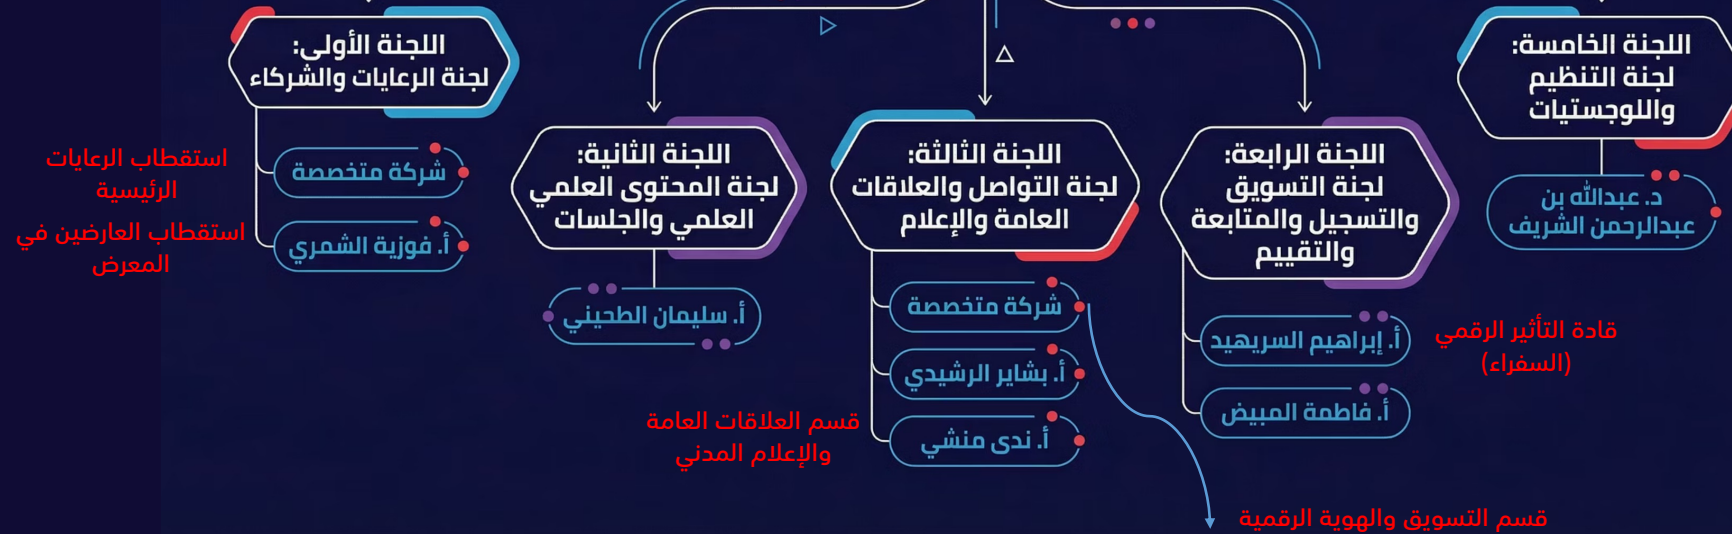 اللجنة الأولى:
لجنة الرعايات والشركاء
شركة متخصصة
استقطاب الرعايات
الرئيسية
أ. فوزية الشمري
استقطاب العارضين في
المعرض
اللجنة الثانية:
لجنة المحتوى العلمي
العلمي والجلسات
أ. سليمان الطحيني
اللجنة الثالثة:
لجنة التواصل والعلاقات
العامة والإعلام
شركة متخصصة
أ. بشاير الرشيدي
أ. ندى منشي
قسم العلاقات العامة
والإعلام المدني
قسم التسويق والهوية الرقمية
اللجنة الرابعة:
لجنة التسويق
والتسجيل والمتابعة
والتقييم
أ. إبراهيم السريهيد
قادة التأثير الرقمي
(السفراء)
أ. فاطمة المبيض
اللجنة الخامسة:
لجنة التنظيم
واللوجستيات
د. عبدالله بن
عبدالرحمن الشريف